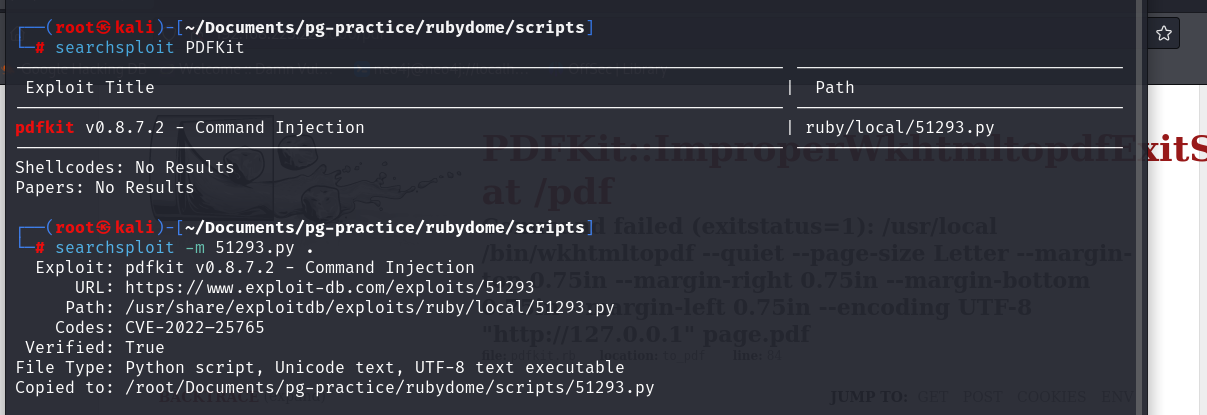 ┌──(root㉿kali)-[~/Documents/pg-practice/rubydome/scripts]
└─# searchsploit PDFKit
Exploit Title | Path
pdfkit v0.8.7.2 - Command Injection | ruby/local/51293.py
Shellcodes: No Results
Papers: No Results
┌──(root㉿kali)-[~/Documents/pg-practice/rubydome/scripts]
└─# searchsploit -m 51293.py .
Exploit: pdfkit v0.8.7.2 - Command Injection
URL: https://www.exploit-db.com/exploits/51293
Path: /usr/share/exploitdb/exploits/ruby/local/51293.py
Codes: CVE-2022-25765
Verified: True
File Type: Python script, Unicode text, UTF-8 text executable
Copied to: /root/Documents/pg-practice/rubydome/scripts/51293.py
PDFKit::ImproperWkhtmltopdfExitS
at /pdf
d failed (exitstatus=1): /usr/local
/bin/wkhtmltopdf --quiet --page-size Letter --margin-
0.75in --margin-right 0.75in --margin-bottom
margin-left 0.75in --encoding UTF-8
"http://127.0.0.1" page.pdf
file: pdfkit.rb location: to_pdf line: 84
BACKTRACE
JUMP TO: GET POST COOKIES ENV